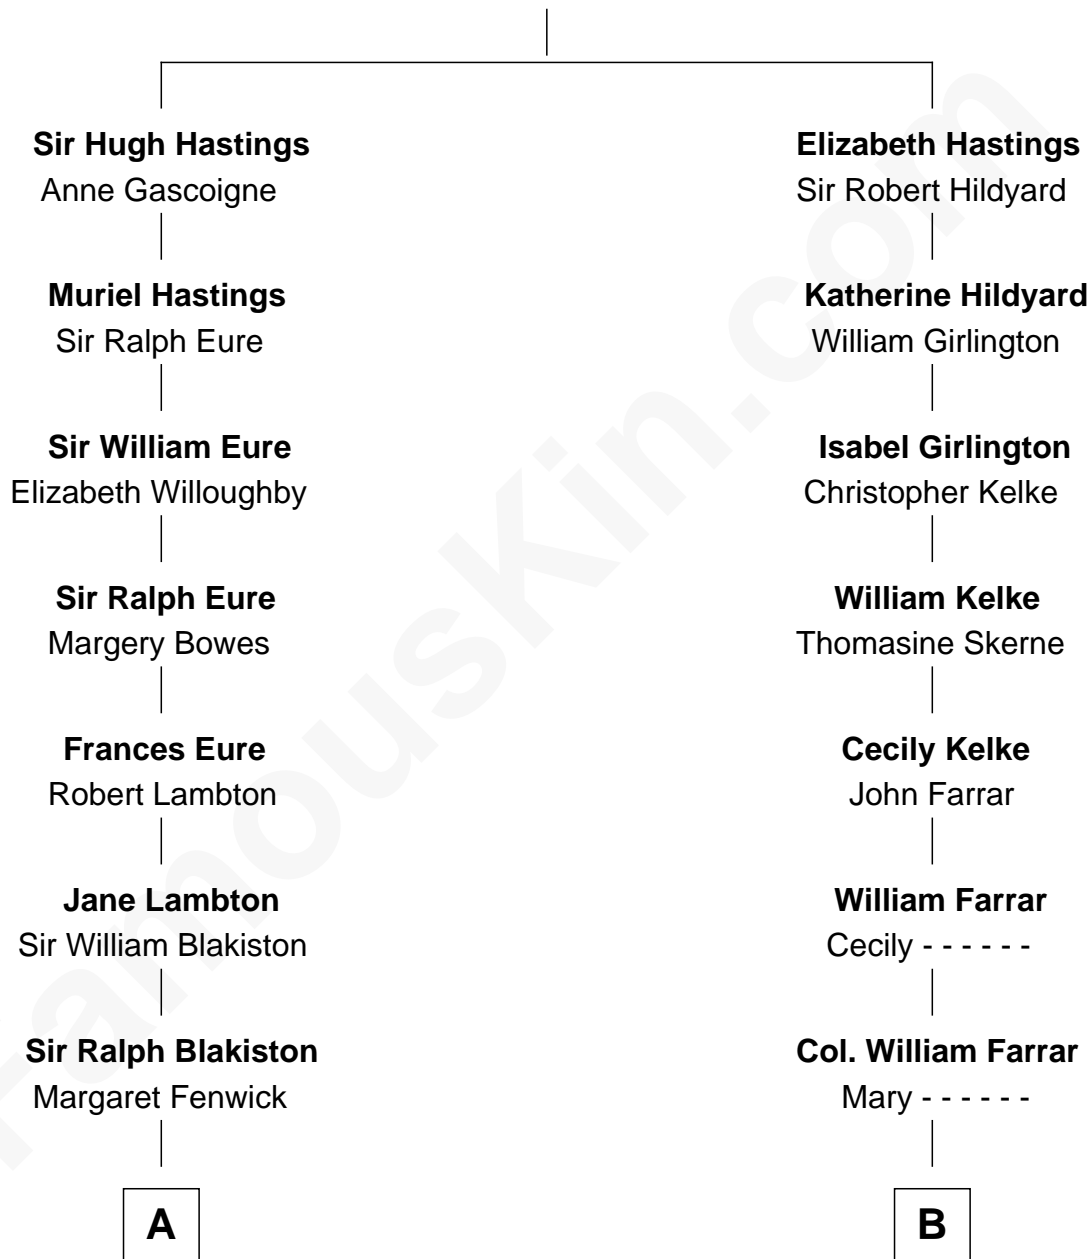 Sir Hugh Hastings
Anne Gascoigne
Muriel Hastings
Sir Ralph Eure
Sir William Eure
Elizabeth Willoughby
Sir Ralph Eure
Margery Bowes
Frances Eure
Robert Lambton
Jane Lambton
Sir William Blakiston
Sir Ralph Blakiston
Margaret Fenwick
A
Elizabeth Hastings
Sir Robert Hildyard
Katherine Hildyard
William Girlington
Isabel Girlington
Christopher Kelke
William Kelke
Thomasine Skerne
Cecily Kelke
John Farrar
William Farrar
Cecily - - - - - -
Col. William Farrar
Mary - - - - - -
B
FamousKin.com